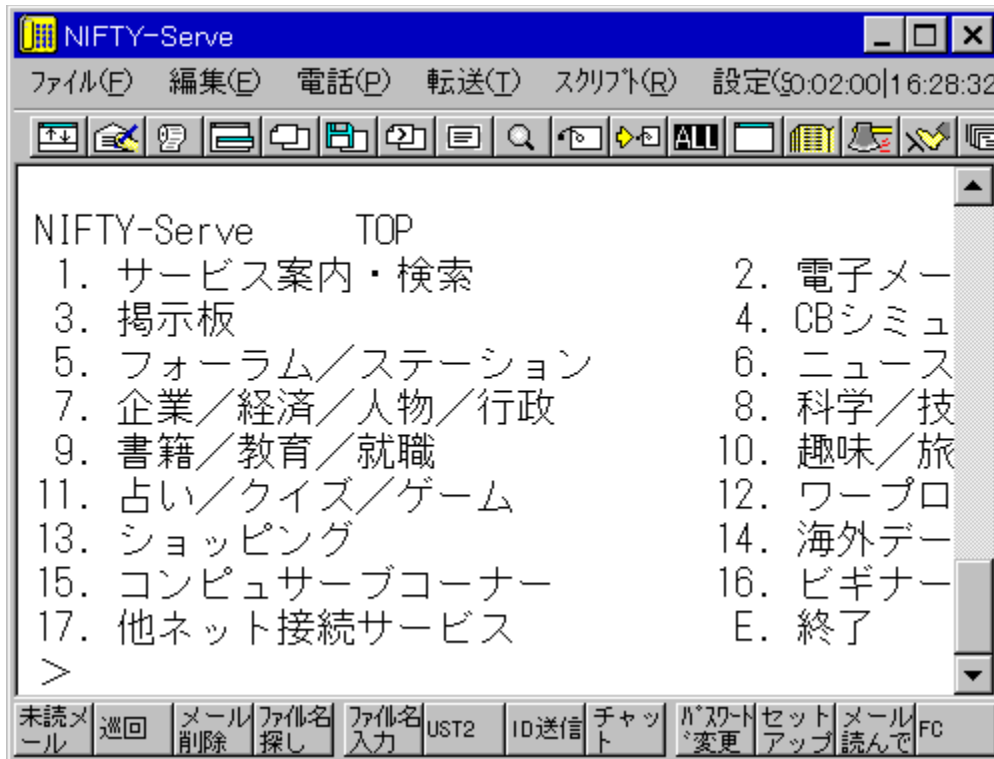 NIFTY-Serve
ファイル(F) 編集(E) 電話(P) 転送(T) スクリプト(R) 設定(S 0:02:00|16:28:32
ALL
NIFTY-Serve TOP
1. サービス案内・検索 2. 電子メー
3. 掲示板 4. CBシミュ
5. フォーラム／ステーション 6. ニュース
7. 企業／経済／人物／行政 8. 科学／技
9. 書籍／教育／就職 10. 趣味／旅
11. 占い／クイズ／ゲーム 12. ワープロ
13. ショッピング 14. 海外デー
15. コンピュサーブコーナー 16. ビギナー
17. 他ネット接続サービス E. 終了
>
未読メール 巡回 メール削除 ファイル名探し ファイル名入力 UST2 ID送信 チャット パスワード変更 セットアップ メール読んで FC